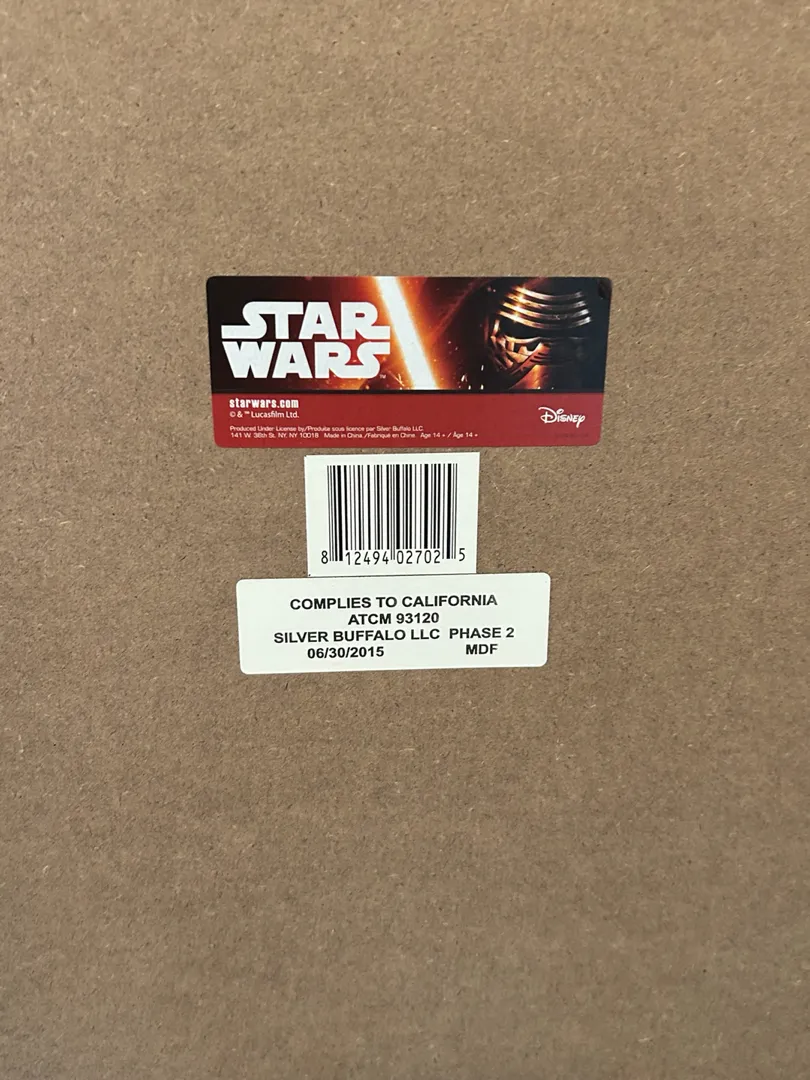 STAR
WARS™
starwars.com
© & ™ Lucasfilm Ltd.
Disney
Produced Under License by/Produite sous licence par Silver Buffalo LLC.
141 W. 36th St. NY, NY 10018 Made in China./Fabriqué en Chine. Age 14 + / Âge 14 +
8 12494 02702 5
COMPLIES TO CALIFORNIA
ATCM 93120
SILVER BUFFALO LLC PHASE 2
06/30/2015 MDF